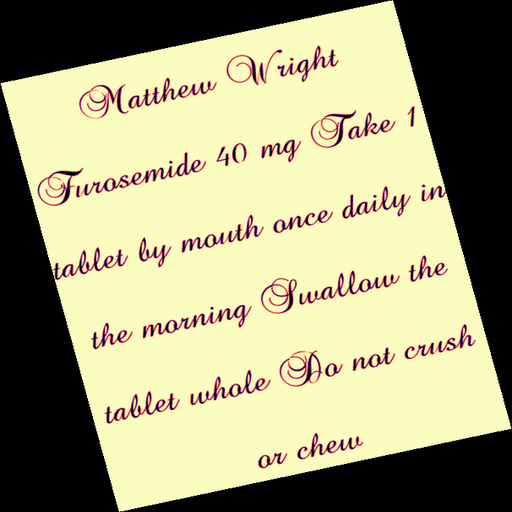 Matthew Wright
Furosemide 40 mg Take 1
tablet by mouth once daily in
the morning Swallow the
tablet whole Do not crush
or chew